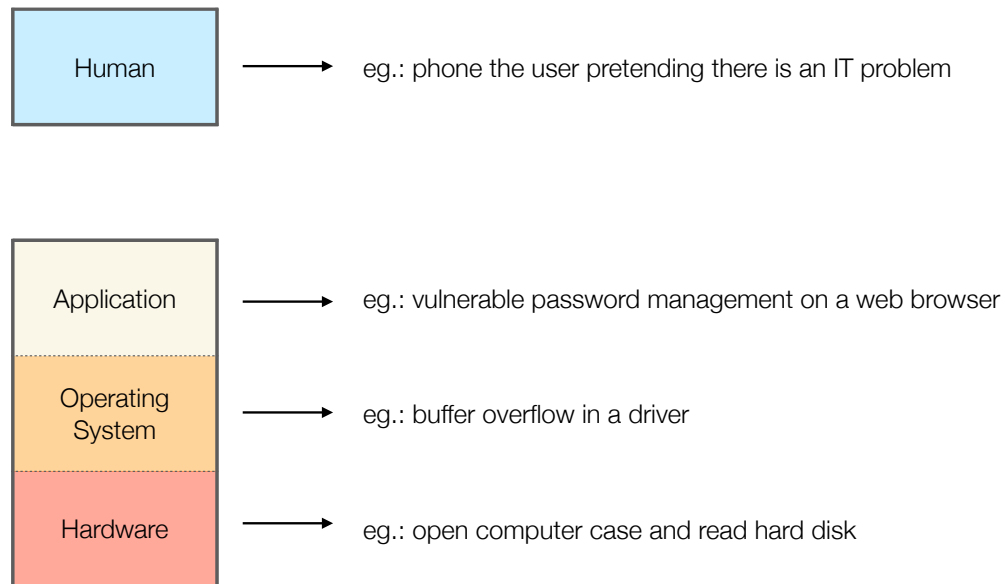 Human
eg.: phone the user pretending there is an IT problem
Application
eg.: vulnerable password management on a web browser
Operating
System
eg.: buffer overflow in a driver
Hardware
eg.: open computer case and read hard disk